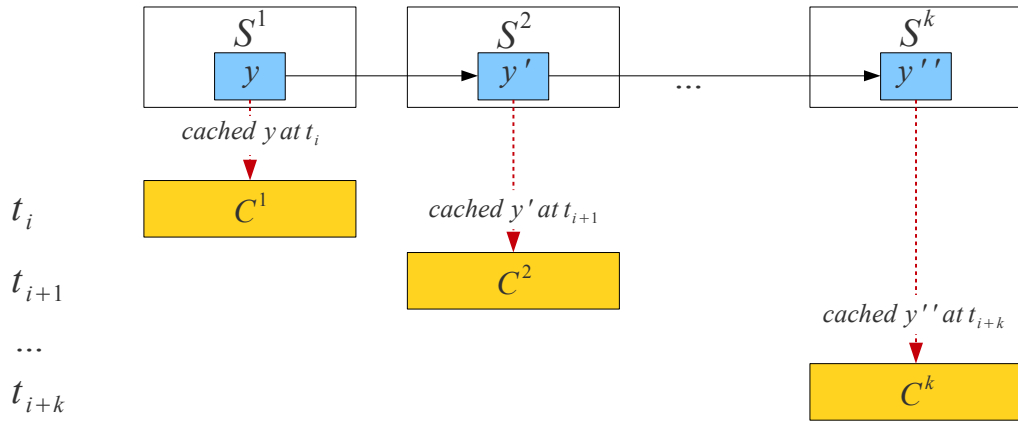 S^1 S^2 S^k
y y' ... y''
cached y at t_i
t_i C^1 cached y' at t_{i+1}
t_{i+1} C^2
cached y'' at t_{i+k}
...
t_{i+k} C^k